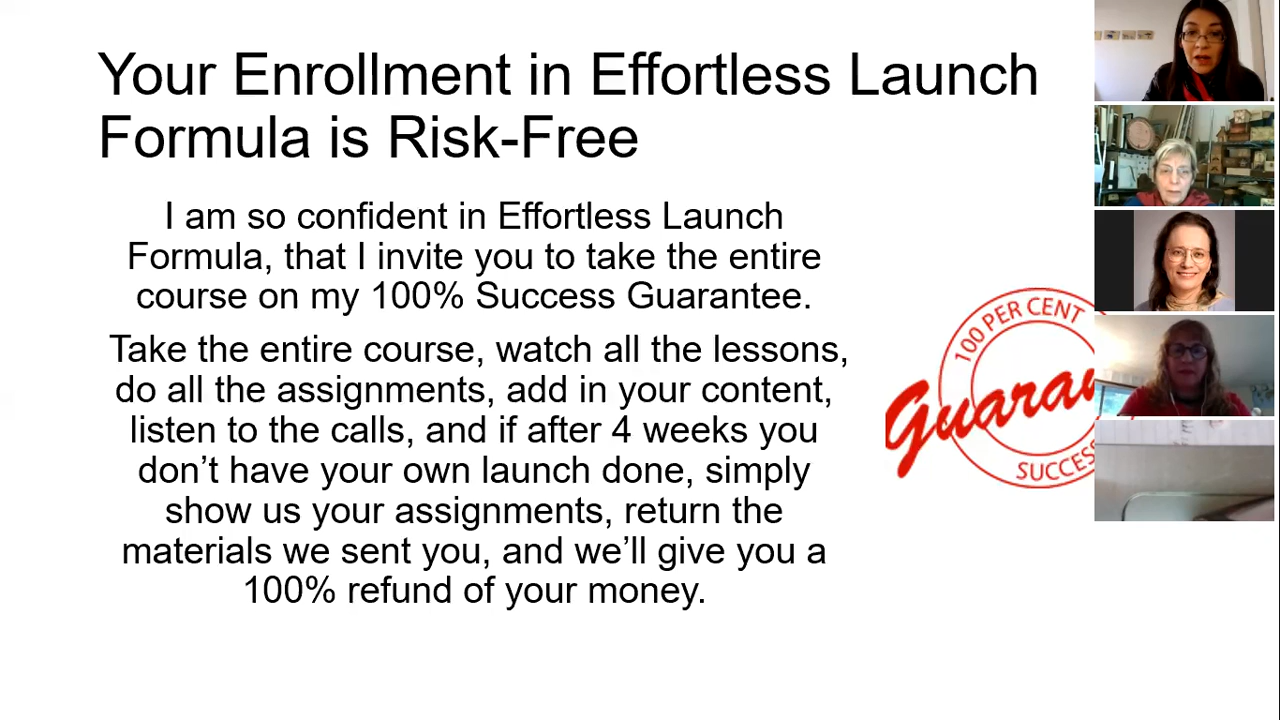 Your Enrollment in Effortless Launch
Formula is Risk-Free
I am so confident in Effortless Launch
Formula, that I invite you to take the entire
course on my 100% Success Guarantee.
Take the entire course, watch all the lessons,
do all the assignments, add in your content,
listen to the calls, and if after 4 weeks you
don’t have your own launch done, simply
show us your assignments, return the
materials we sent you, and we’ll give you a
100% refund of your money.
100 PER CENT
Guaran
SUCCESS